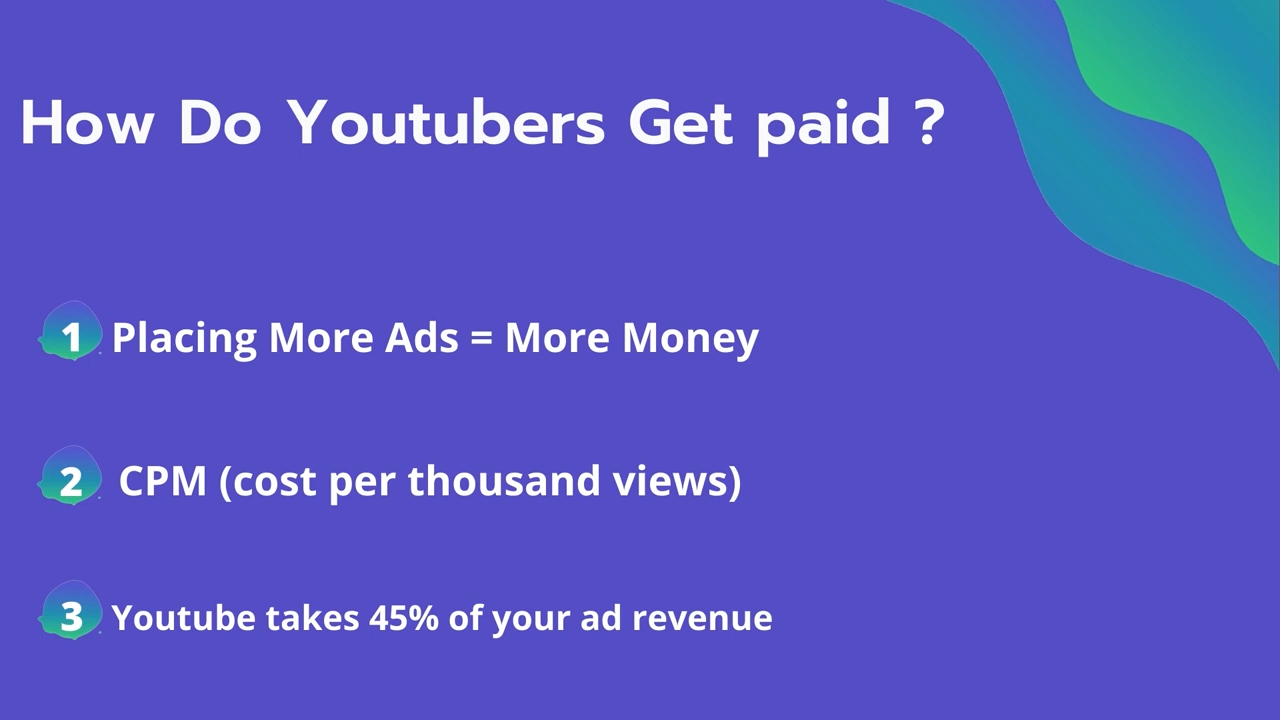 How Do Youtubers Get paid ?
1 Placing More Ads = More Money
2 CPM (cost per thousand views)
3 Youtube takes 45% of your ad revenue